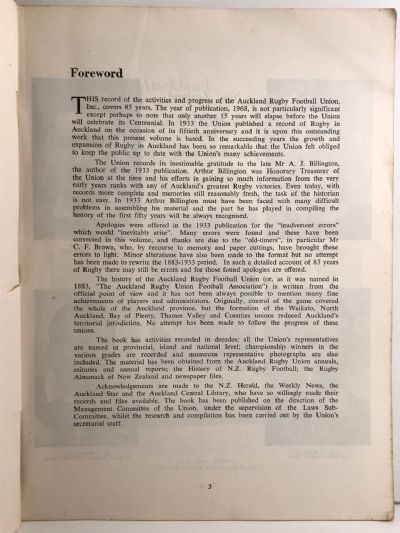 Foreword
THIS record of the activities and progress of the Auckland Rugby Football Union,
Inc., covers 85 years. The year of publication, 1968, is not particularly significant
except perhaps to note that only another 15 years will elapse before the Union
will celebrate its Centennial. In 1933 the Union published a record of Rugby in
Auckland on the occasion of its fiftieth anniversary and it is upon this outstanding
work that this present volume is based. In the succeeding years the growth and
expansion of Rugby in Auckland has been so remarkable that the Union felt obliged
to keep the public up to date with the Union's many achievements.
The Union records its inestimable gratitude to the late Mr A. J. Billington,
the author of the 1933 publication. Arthur Billington was Honorary Treasurer of
the Union at the time and his efforts in gaining so much information from the very
early years ranks with any of Auckland's greatest Rugby victories. Even today, with
records more complete and memories still reasonably fresh, the task of the historian
is not easy. In 1933 Arthur Billington must have been faced with many difficult
problems in assembling his material and the part he has played in compiling the
history of the first fifty years will be always recognised.
Apologies were offered in the 1933 publication for the "inadvertent errors"
which would "inevitably arise". Many errors were found and these have been
corrected in this volume, and thanks are due to the "old-timers", in particular Mr
C. F. Brown, who, by recourse to memory and/or cuttings, have brought these
errors to light. Minor alterations have also been made to the format but no attempt
has been made to rewrite the 1883-1933 period. In such a detailed account of 85 years
of Rugby there may still be errors and for those found apologies are offered.
The history of the Auckland Rugby Union (or, as it was named in
1883, "The Auckland Rugby Union Football Association") is written from the
official point of view and it has not been always possible to mention many fine
achievements of players and administrators. Originally, control of the game covered
the whole of the Auckland province, but the formation of the Waikato, North
Auckland, Bay of Plenty, Thames Valley and Counties unions reduced Auckland's
territorial jurisdiction. No attempt has been made to follow the progress of these
unions.
The book has activities recorded in decades; all the Union's representatives
are named at provincial, island and national level; championship winners in the
various grades are recorded and numerous representative photographs are also
included. The material has been obtained from the Auckland Rugby Union annuals,
minutes and annual reports; the History of N.Z. Rugby Football; the Rugby
Almanack of New Zealand and newspaper files.
Acknowledgements are made to the N.Z. Herald, the Weekly News, the
Auckland Star and the Auckland Central Library, who have so willingly made their
records and files available. The book has been published on the direction of the
Management Committee of the Union, under the supervision of the Laws Sub-
Committee, whilst the research and compilation has been carried out by the Union's
secretarial staff.
3